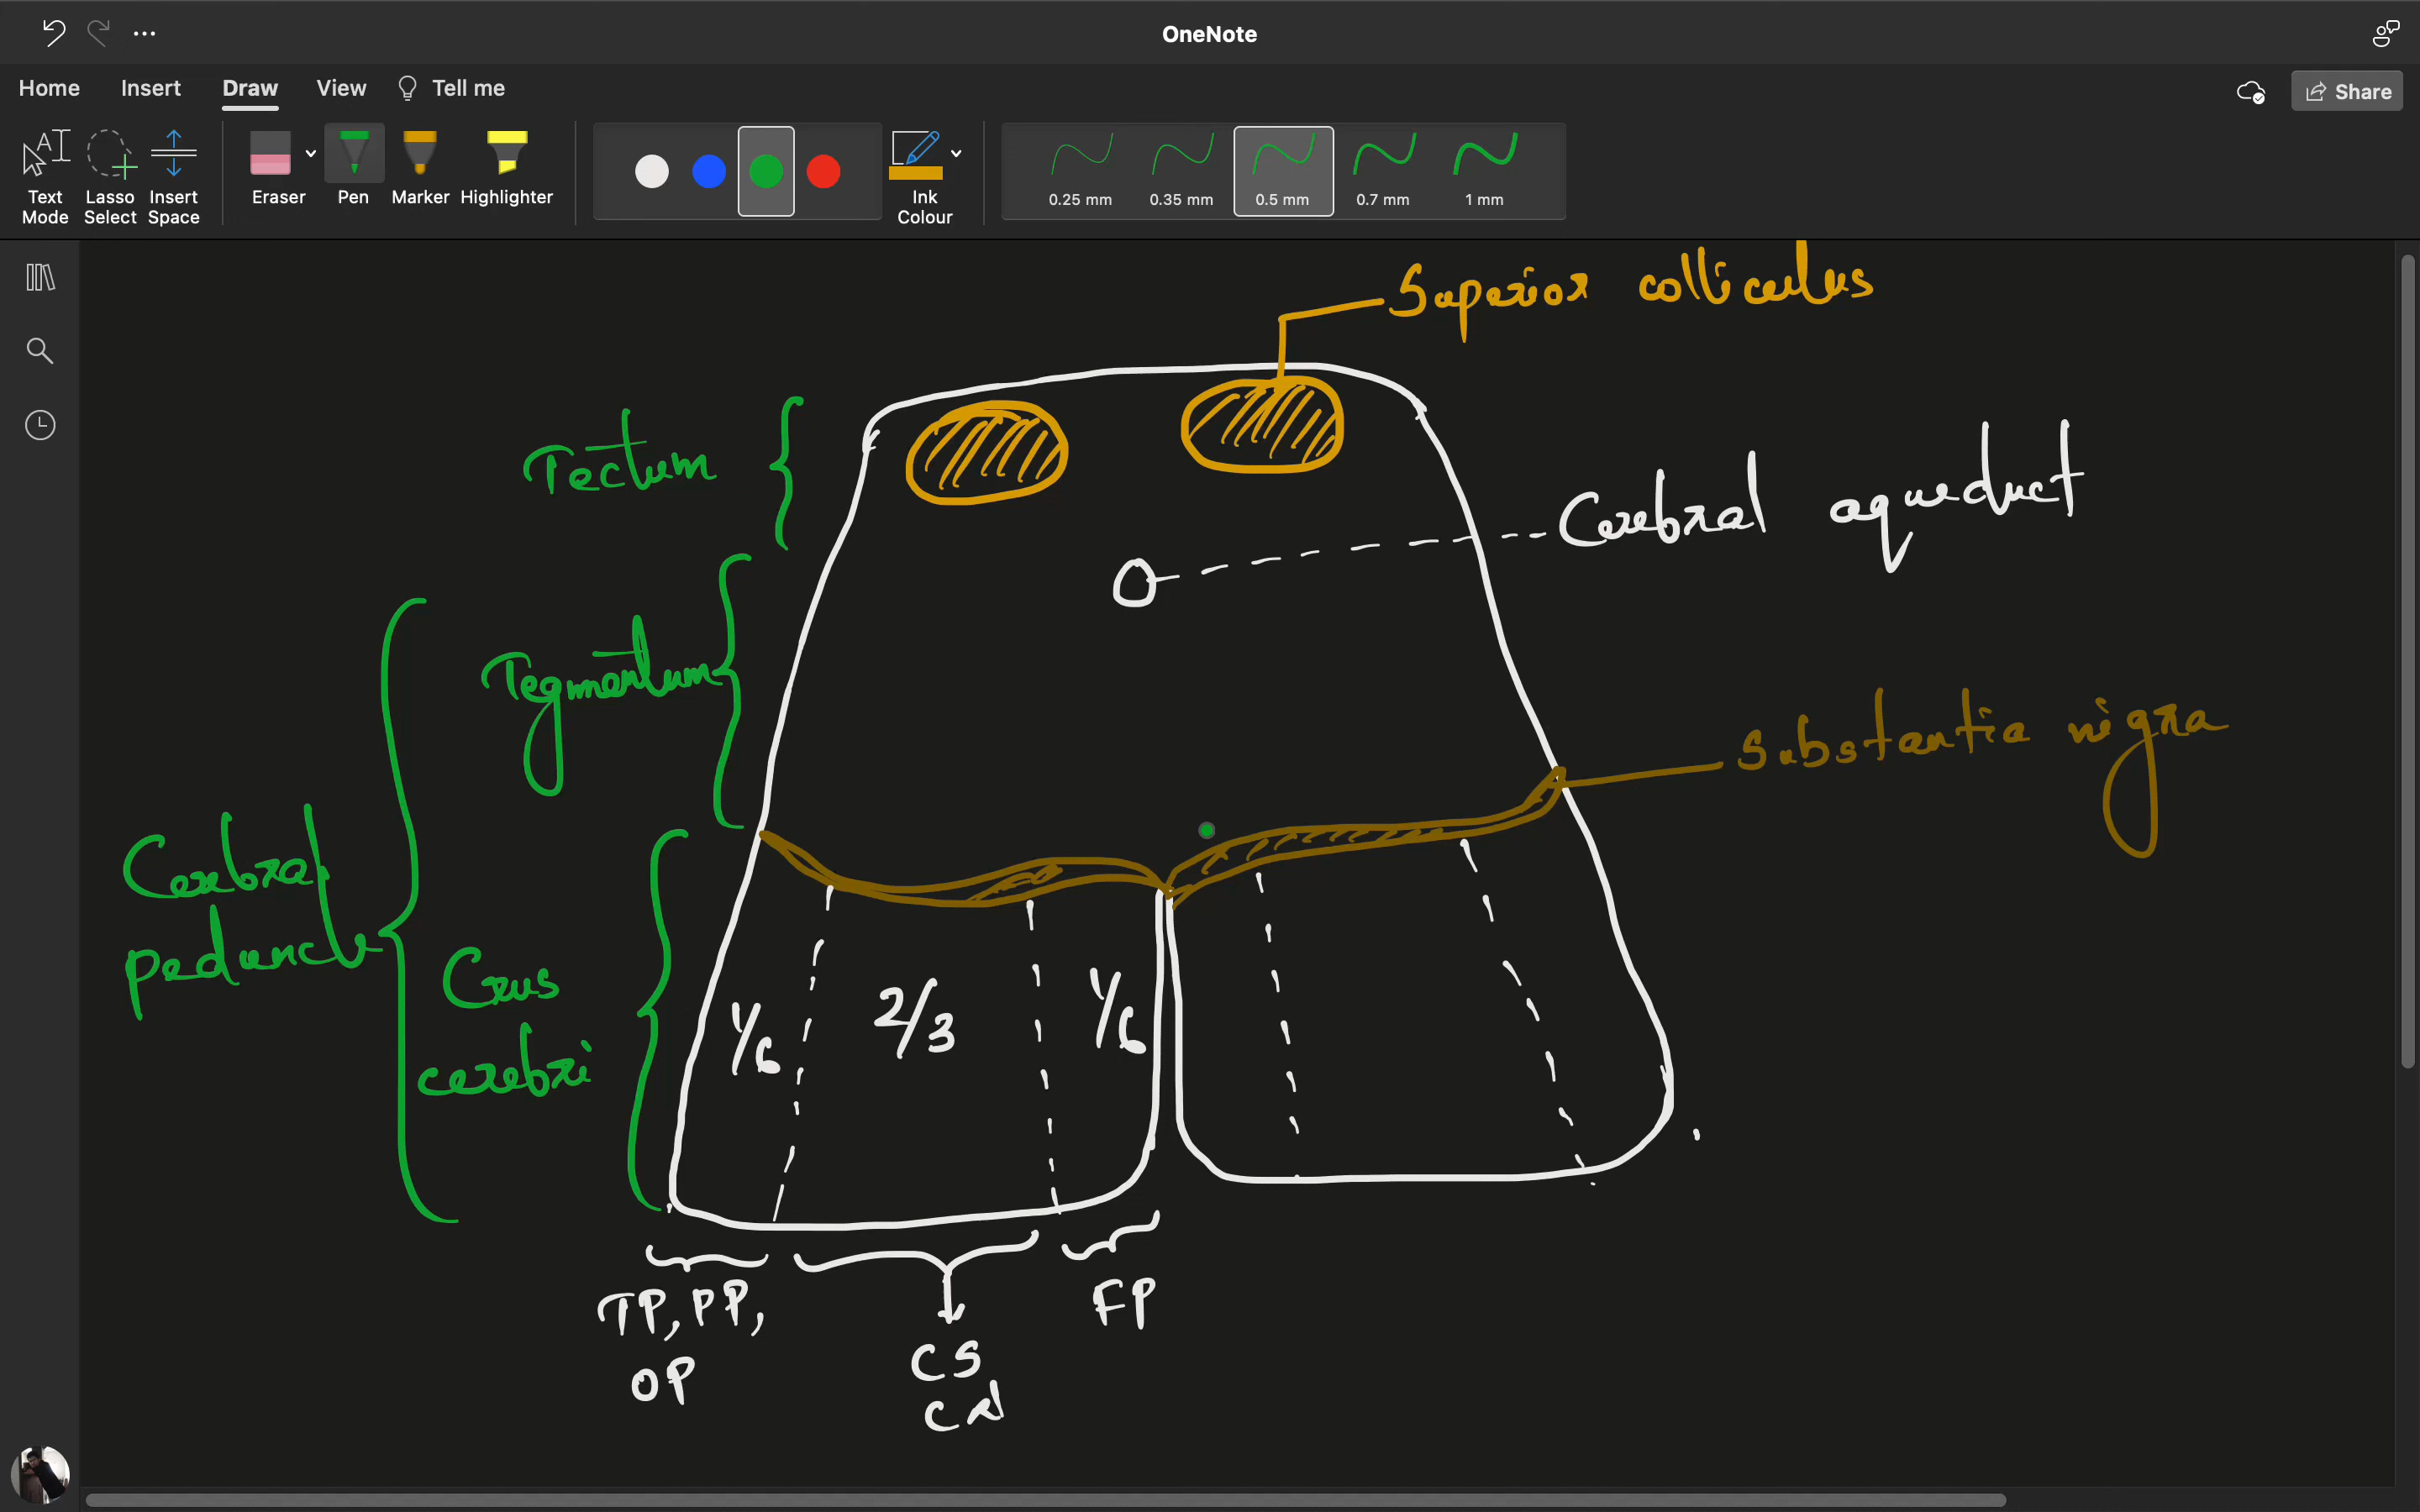 OneNote
Home Insert Draw View Tell me
Share
Text Mode
Lasso Select
Insert Space
Eraser
Pen
Marker
Highlighter
Ink Colour
0.25 mm
0.35 mm
0.5 mm
0.7 mm
1 mm
Superior colliculus
Tectum
Cerebral aqueduct
Tegmentum
Substantia nigra
Cerebral
peduncle
Crus
cerebri
1/6
2/3
1/6
TP, PP,
OP
CS
CN
FP